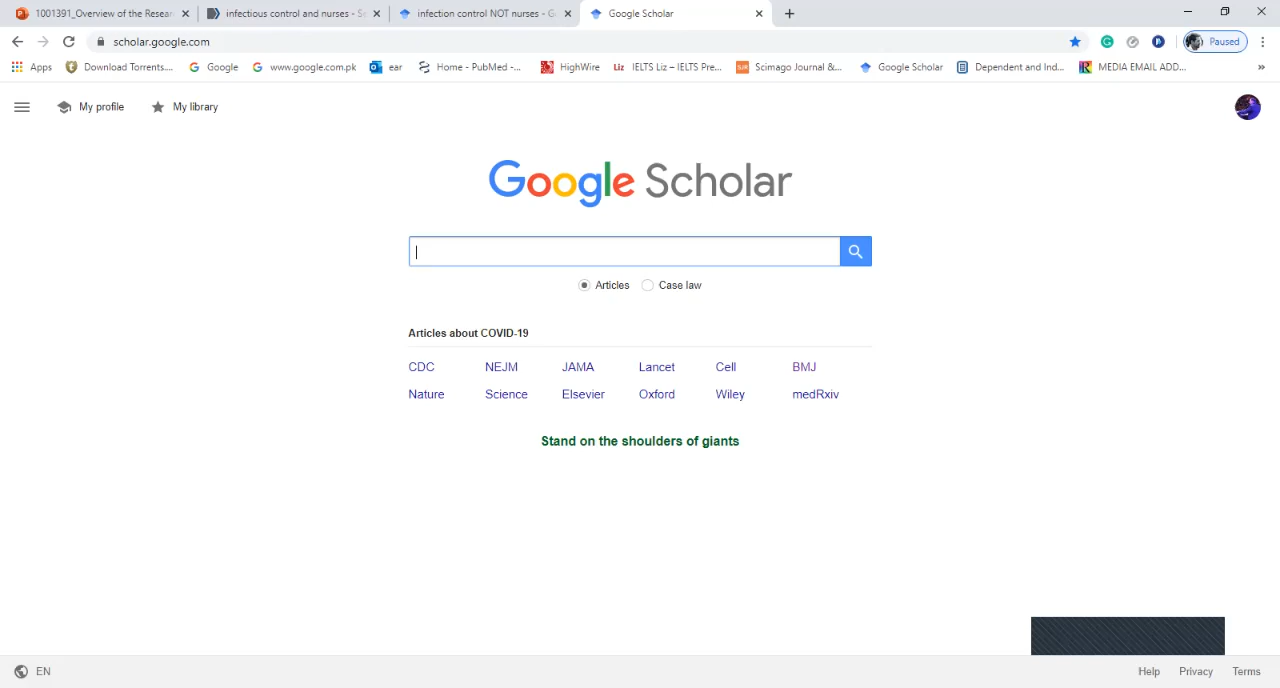 1001391_Overview of the Resear
infectious control and nurses - S
infection control NOT nurses - G
Google Scholar
scholar.google.com
Paused
Apps
Download Torrents....
Google
www.google.com.pk
ear
Home - PubMed -...
HighWire
Liz IELTS Liz – IELTS Pre...
SJR Scimago Journal &...
Google Scholar
Dependent and Ind...
MEDIA EMAIL ADD...
»
My profile
My library
Google Scholar
Articles
Case law
Articles about COVID-19
CDC NEJM JAMA Lancet Cell BMJ
Nature Science Elsevier Oxford Wiley medRxiv
Stand on the shoulders of giants
EN
Help Privacy Terms